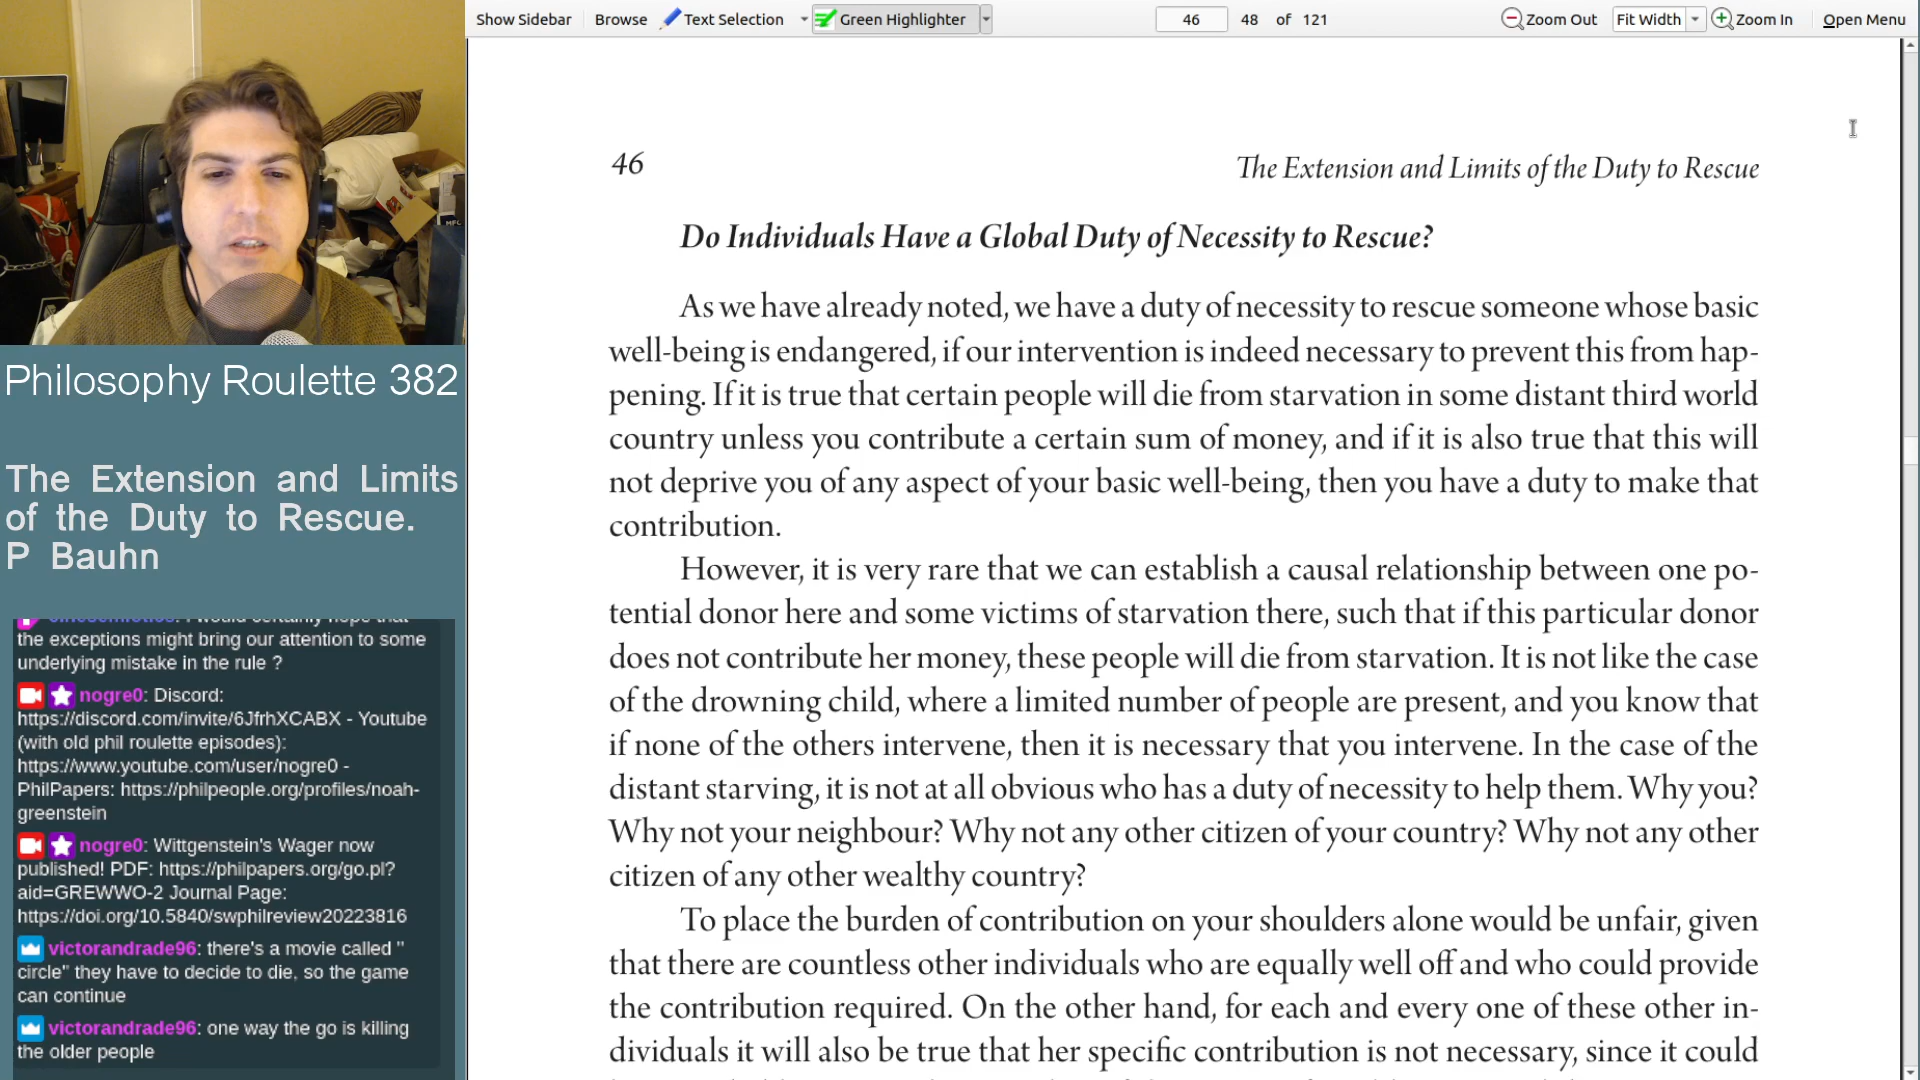 Show Sidebar Browse Text Selection Green Highlighter 46 48 of 121 Zoom Out Fit Width Zoom In Open Menu
46 The Extension and Limits of the Duty to Rescue
Do Individuals Have a Global Duty of Necessity to Rescue?
As we have already noted, we have a duty of necessity to rescue someone whose basic
well-being is endangered, if our intervention is indeed necessary to prevent this from hap-
pening. If it is true that certain people will die from starvation in some distant third world
country unless you contribute a certain sum of money, and if it is also true that this will
not deprive you of any aspect of your basic well-being, then you have a duty to make that
contribution.
However, it is very rare that we can establish a causal relationship between one po-
tential donor here and some victims of starvation there, such that if this particular donor
does not contribute her money, these people will die from starvation. It is not like the case
of the drowning child, where a limited number of people are present, and you know that
if none of the others intervene, then it is necessary that you intervene. In the case of the
distant starving, it is not at all obvious who has a duty of necessity to help them. Why you?
Why not your neighbour? Why not any other citizen of your country? Why not any other
citizen of any other wealthy country?
To place the burden of contribution on your shoulders alone would be unfair, given
that there are countless other individuals who are equally well off and who could provide
the contribution required. On the other hand, for each and every one of these other in-
dividuals it will also be true that her specific contribution is not necessary, since it could
Philosophy Roulette 382
The Extension and Limits
of the Duty to Rescue.
P Bauhn
the exceptions might bring our attention to some
underlying mistake in the rule ?
nogre0: Discord:
https://discord.com/invite/6JfrhXCABX - Youtube
(with old phil roulette episodes):
https://www.youtube.com/user/nogre0 -
PhilPapers: https://philpeople.org/profiles/noah-
greenstein
nogre0: Wittgenstein's Wager now
published! PDF: https://philpapers.org/go.pl?
aid=GREWWO-2 Journal Page:
https://doi.org/10.5840/swphilreview20223816
victorandrade96: there's a movie called "
circle" they have to decide to die, so the game
can continue
victorandrade96: one way the go is killing
the older people